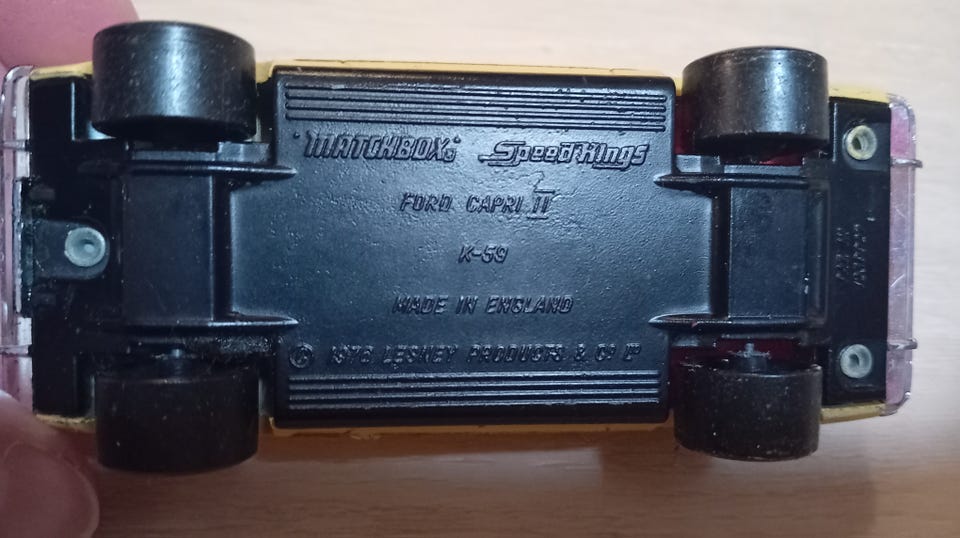 "MATCHBOX"® Speed Kings
FORD CAPRI II
K-59
MADE IN ENGLAND
© 1976 LESNEY PRODUCTS & Co LTD